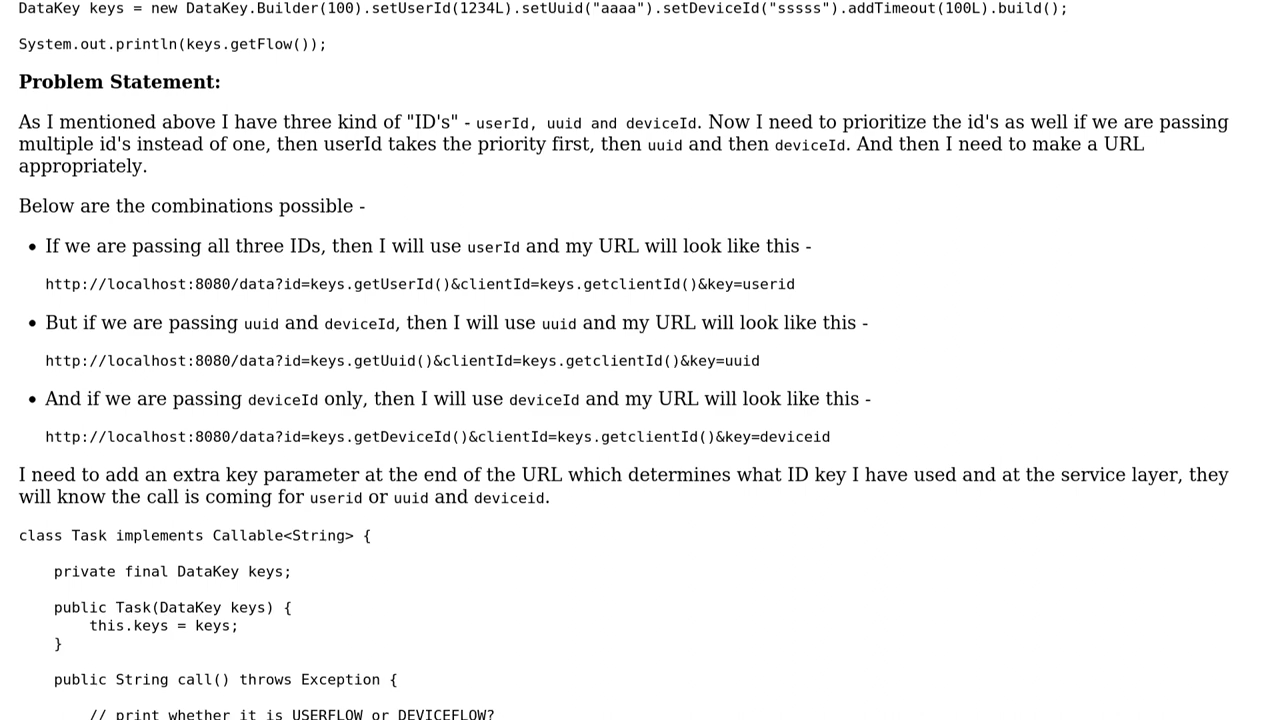 DataKey keys = new DataKey.Builder(100).setUserId(1234L).setUuid("aaaa").setDeviceId("sssss").addTimeout(100L).build();
System.out.println(keys.getFlow());
Problem Statement:
As I mentioned above I have three kind of "ID's" - userId, uuid and deviceId. Now I need to prioritize the id's as well if we are passing
multiple id's instead of one, then userId takes the priority first, then uuid and then deviceId. And then I need to make a URL
appropriately.
Below are the combinations possible -
• If we are passing all three IDs, then I will use userId and my URL will look like this -
http://localhost:8080/data?id=keys.getUserId()&clientId=keys.getclientId()&key=userid
• But if we are passing uuid and deviceId, then I will use uuid and my URL will look like this -
http://localhost:8080/data?id=keys.getUuid()&clientId=keys.getclientId()&key=uuid
• And if we are passing deviceId only, then I will use deviceId and my URL will look like this -
http://localhost:8080/data?id=keys.getDeviceId()&clientId=keys.getclientId()&key=deviceid
I need to add an extra key parameter at the end of the URL which determines what ID key I have used and at the service layer, they
will know the call is coming for userid or uuid and deviceid.
class Task implements Callable<String> {
private final DataKey keys;
public Task(DataKey keys) {
this.keys = keys;
}
public String call() throws Exception {
// print whether it is USERFLOW or DEVICEFLOW?